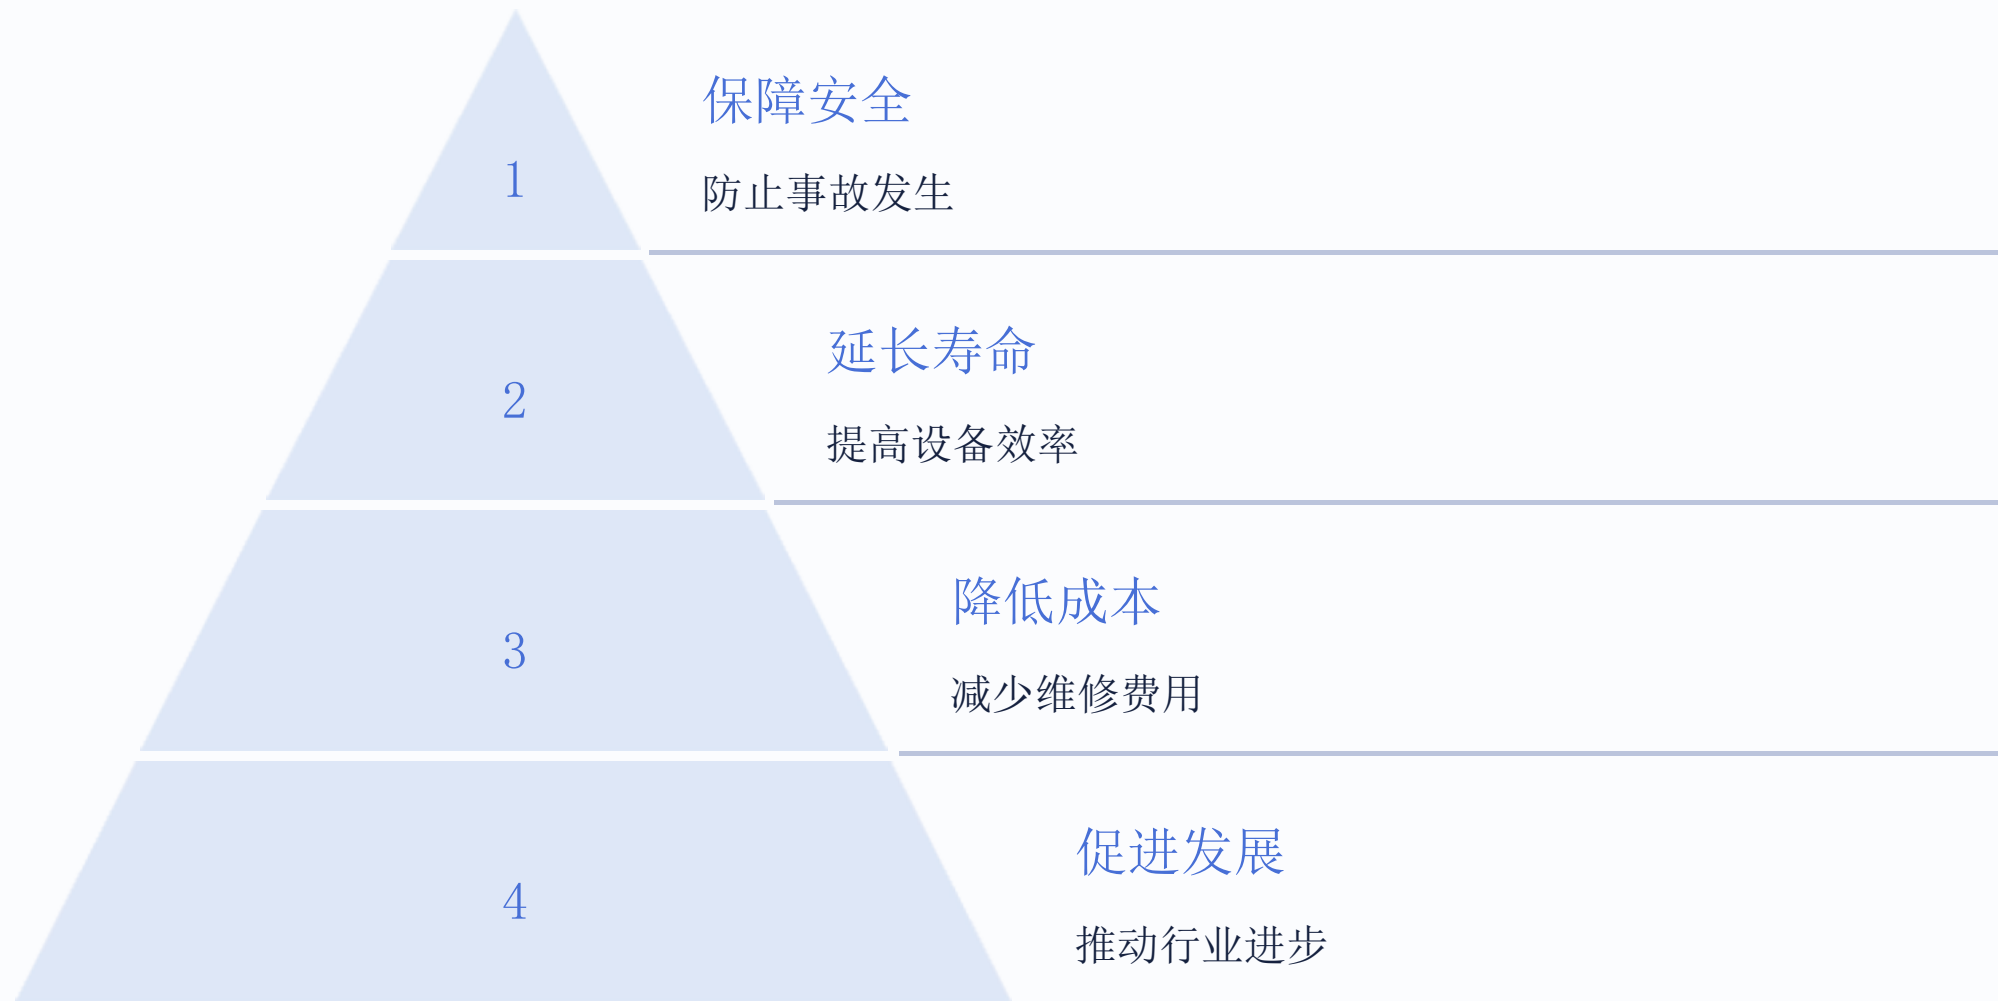 保障安全
1
防止事故发生
延长寿命
2
提高设备效率
降低成本
3
减少维修费用
促进发展
4
推动行业进步